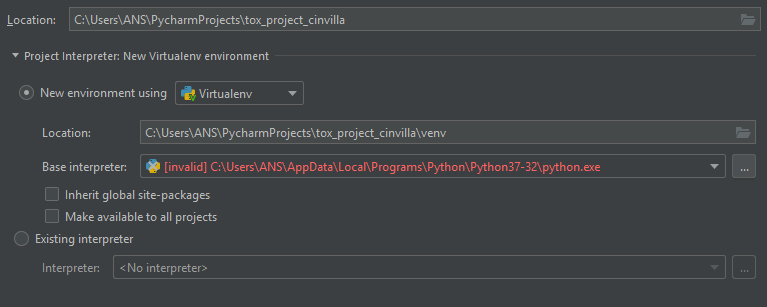 Location: C:\Users\ANS\PycharmProjects\tox_project_cinvilla
Project Interpreter: New Virtualenv environment
New environment using Virtualenv
Location: C:\Users\ANS\PycharmProjects\tox_project_cinvilla\venv
Base interpreter: [invalid] C:\Users\ANS\AppData\Local\Programs\Python\Python37-32\python.exe ...
Inherit global site-packages
Make available to all projects
Existing interpreter
Interpreter: <No interpreter> ...